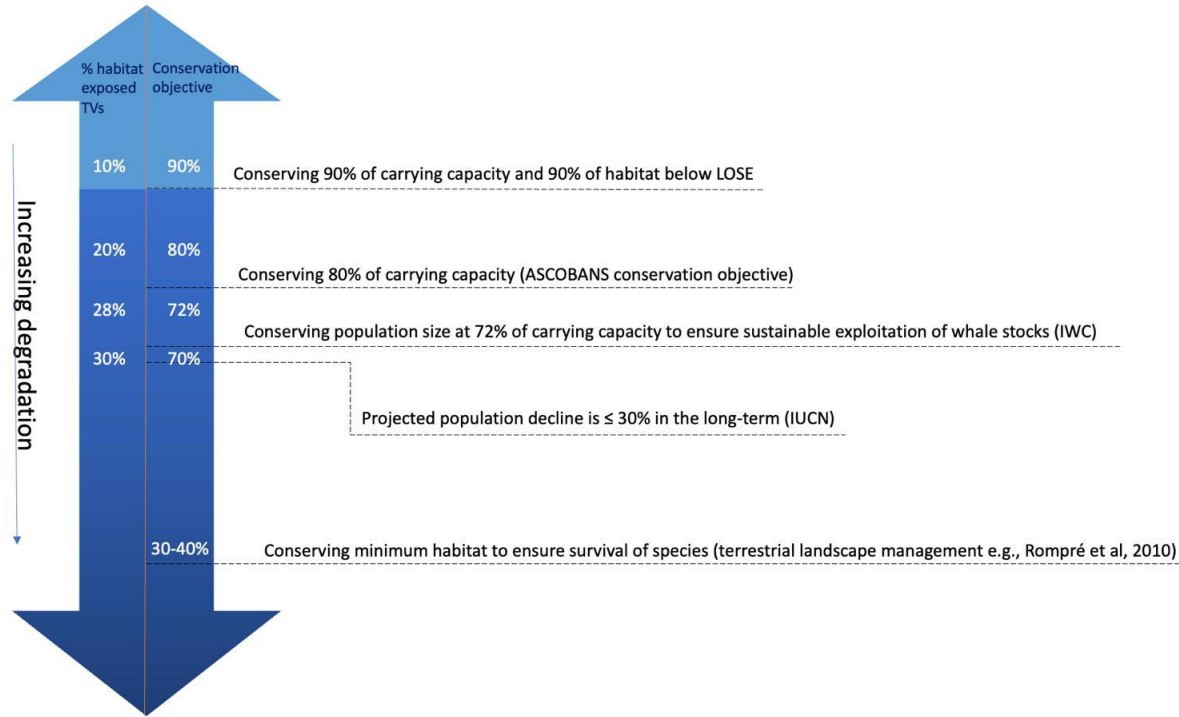 % habitat
exposed
TVs
Conservation
objective
10%
90%
Conserving 90% of carrying capacity and 90% of habitat below LOSE
20%
80%
Conserving 80% of carrying capacity (ASCOBANS conservation objective)
28%
72%
Conserving population size at 72% of carrying capacity to ensure sustainable exploitation of whale stocks (IWC)
30%
70%
Projected population decline is ≤ 30% in the long-term (IUCN)
30-40%
Conserving minimum habitat to ensure survival of species (terrestrial landscape management e.g., Rompré et al, 2010)
Increasing degradation